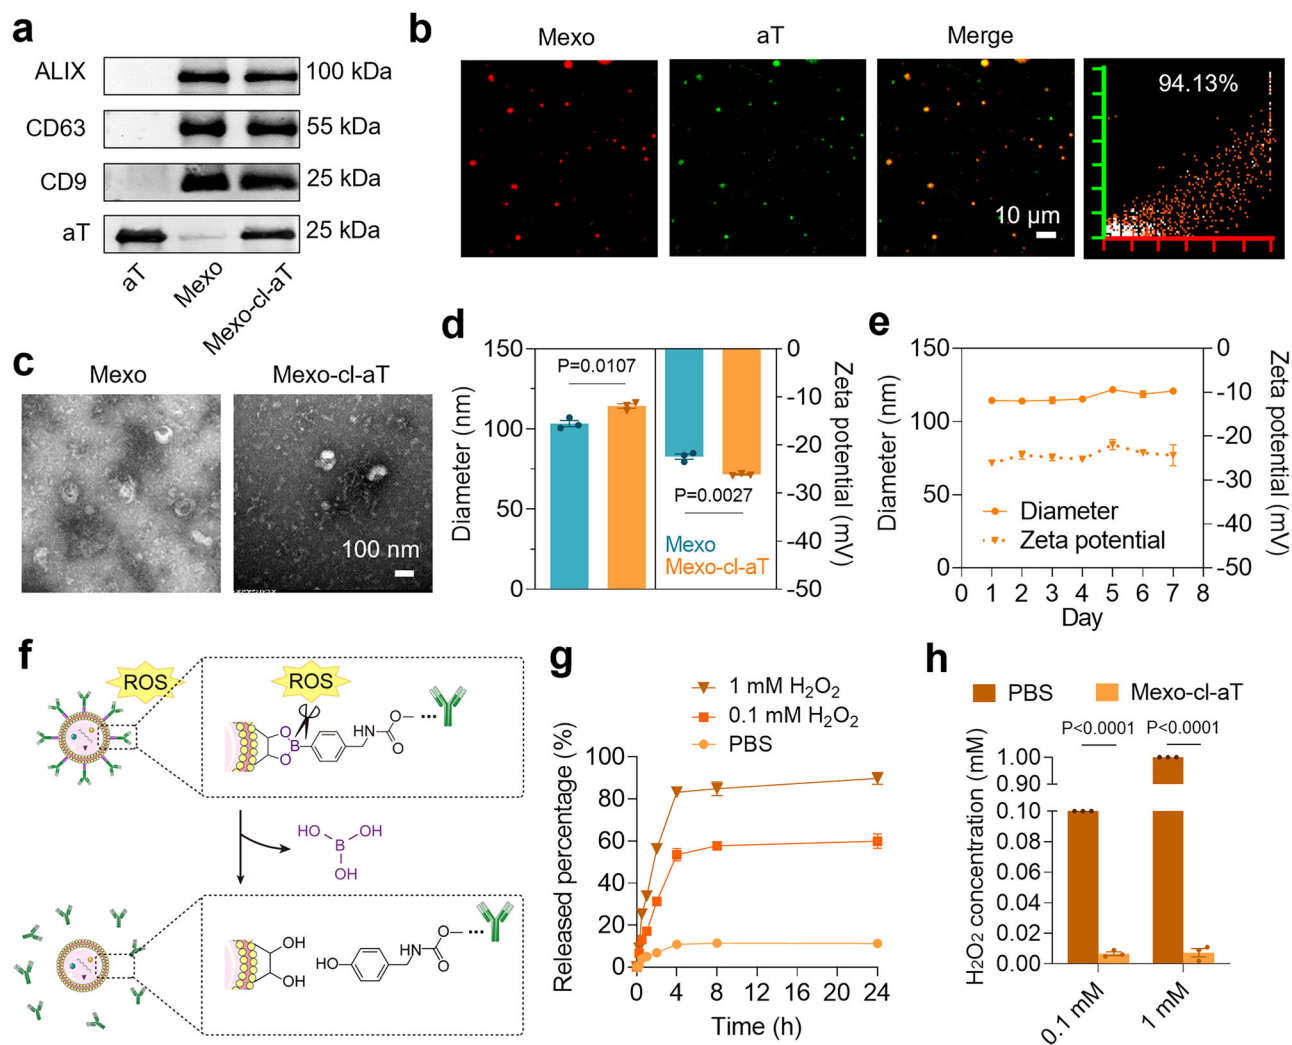 a
ALIX
100 kDa
CD63
55 kDa
CD9
25 kDa
aT
25 kDa
aT
Mexo
Mexo-cl-aT
b
Mexo
aT
Merge
10 μm
94.13%
c
Mexo
Mexo-cl-aT
100 nm
d
150
100
50
0
Diameter (nm)
P=0.0107
P=0.0027
Mexo
Mexo-cl-aT
0
−10
−20
−30
−40
−50
Zeta potential (mV)
e
150
100
50
0
Diameter (nm)
Diameter
Zeta potential
0 1 2 3 4 5 6 7 8
Day
0
−10
−20
−30
−40
−50
Zeta potential (mV)
f
ROS
ROS
O
B
O
NH
O
O
HO
OH
B
OH
OH
OH
HO
NH
O
O
g
1 mM H₂O₂
0.1 mM H₂O₂
PBS
Released percentage (%)
100
80
60
40
20
0
0 4 8 12 16 20 24
Time (h)
h
PBS
Mexo-cl-aT
P<0.0001
P<0.0001
H₂O₂ concentration (mM)
1.00
0.90
0.10
0.08
0.06
0.04
0.02
0.00
0.1 mM
1 mM